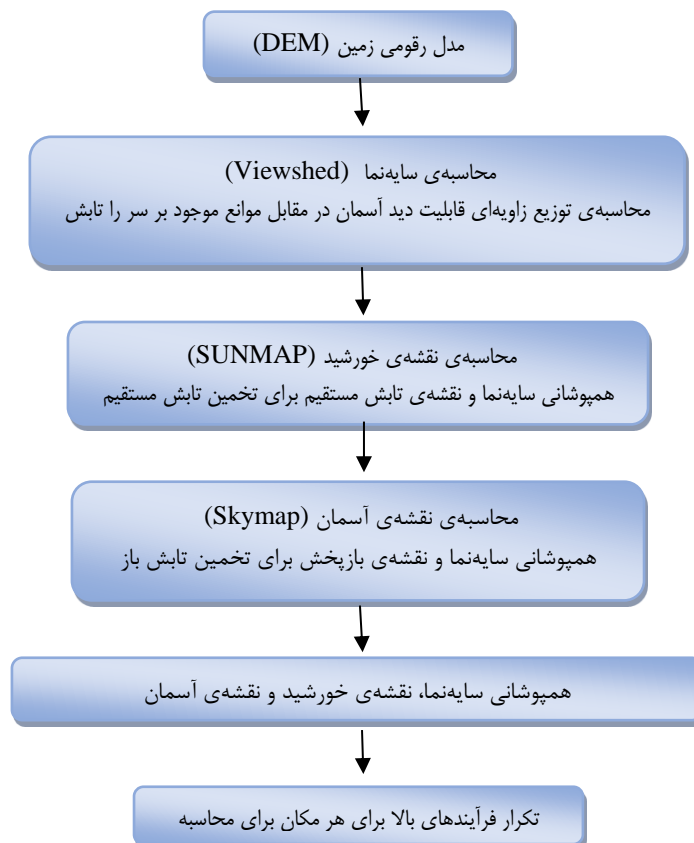 مدل رقومی زمین (DEM)
محاسبه‌ی سایه‌نما (Viewshed)
محاسبه‌ی توزیع زاویه‌ای قابلیت دید آسمان در مقابل موانع موجود بر سر را تابش
محاسبه‌ی نقشه‌ی خورشید (SUNMAP)
همپوشانی سایه‌نما و نقشه‌ی تابش مستقیم برای تخمین تابش مستقیم
محاسبه‌ی نقشه‌ی آسمان (Skymap)
همپوشانی سایه‌نما و نقشه‌ی بازپخش برای تخمین تابش باز
همپوشانی سایه‌نما، نقشه‌ی خورشید و نقشه‌ی آسمان
تکرار فرآیندهای بالا برای هر مکان برای محاسبه